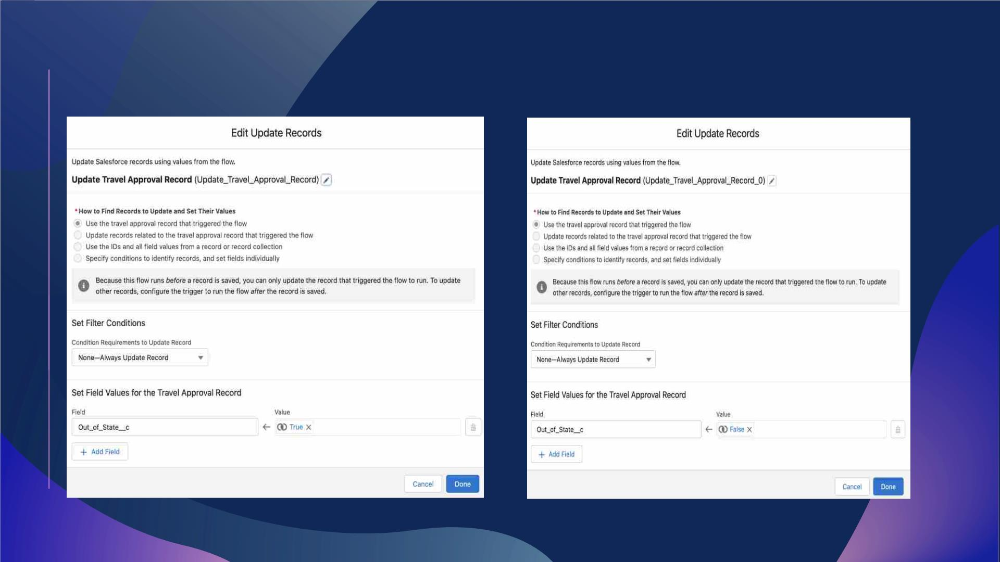 Edit Update Records
Update Salesforce records using values from the flow.
Update Travel Approval Record (Update_Travel_Approval_Record)
*How to Find Records to Update and Set Their Values
Use the travel approval record that triggered the flow
Update records related to the travel approval record that triggered the flow
Use the IDs and all field values from a record or record collection
Specify conditions to identify records, and set fields individually
Because this flow runs before a record is saved, you can only update the record that triggered the flow to run. To update
other records, configure the trigger to run the flow after the record is saved.
Set Filter Conditions
Condition Requirements to Update Record
None—Always Update Record
Set Field Values for the Travel Approval Record
Field Value
Out_of_State__c ← True ×
+ Add Field
Cancel Done
Edit Update Records
Update Salesforce records using values from the flow.
Update Travel Approval Record (Update_Travel_Approval_Record_0)
*How to Find Records to Update and Set Their Values
Use the travel approval record that triggered the flow
Update records related to the travel approval record that triggered the flow
Use the IDs and all field values from a record or record collection
Specify conditions to identify records, and set fields individually
Because this flow runs before a record is saved, you can only update the record that triggered the flow to run. To update
other records, configure the trigger to run the flow after the record is saved.
Set Filter Conditions
Condition Requirements to Update Record
None—Always Update Record
Set Field Values for the Travel Approval Record
Field Value
Out_of_State__c ← False ×
+ Add Field
Cancel Done